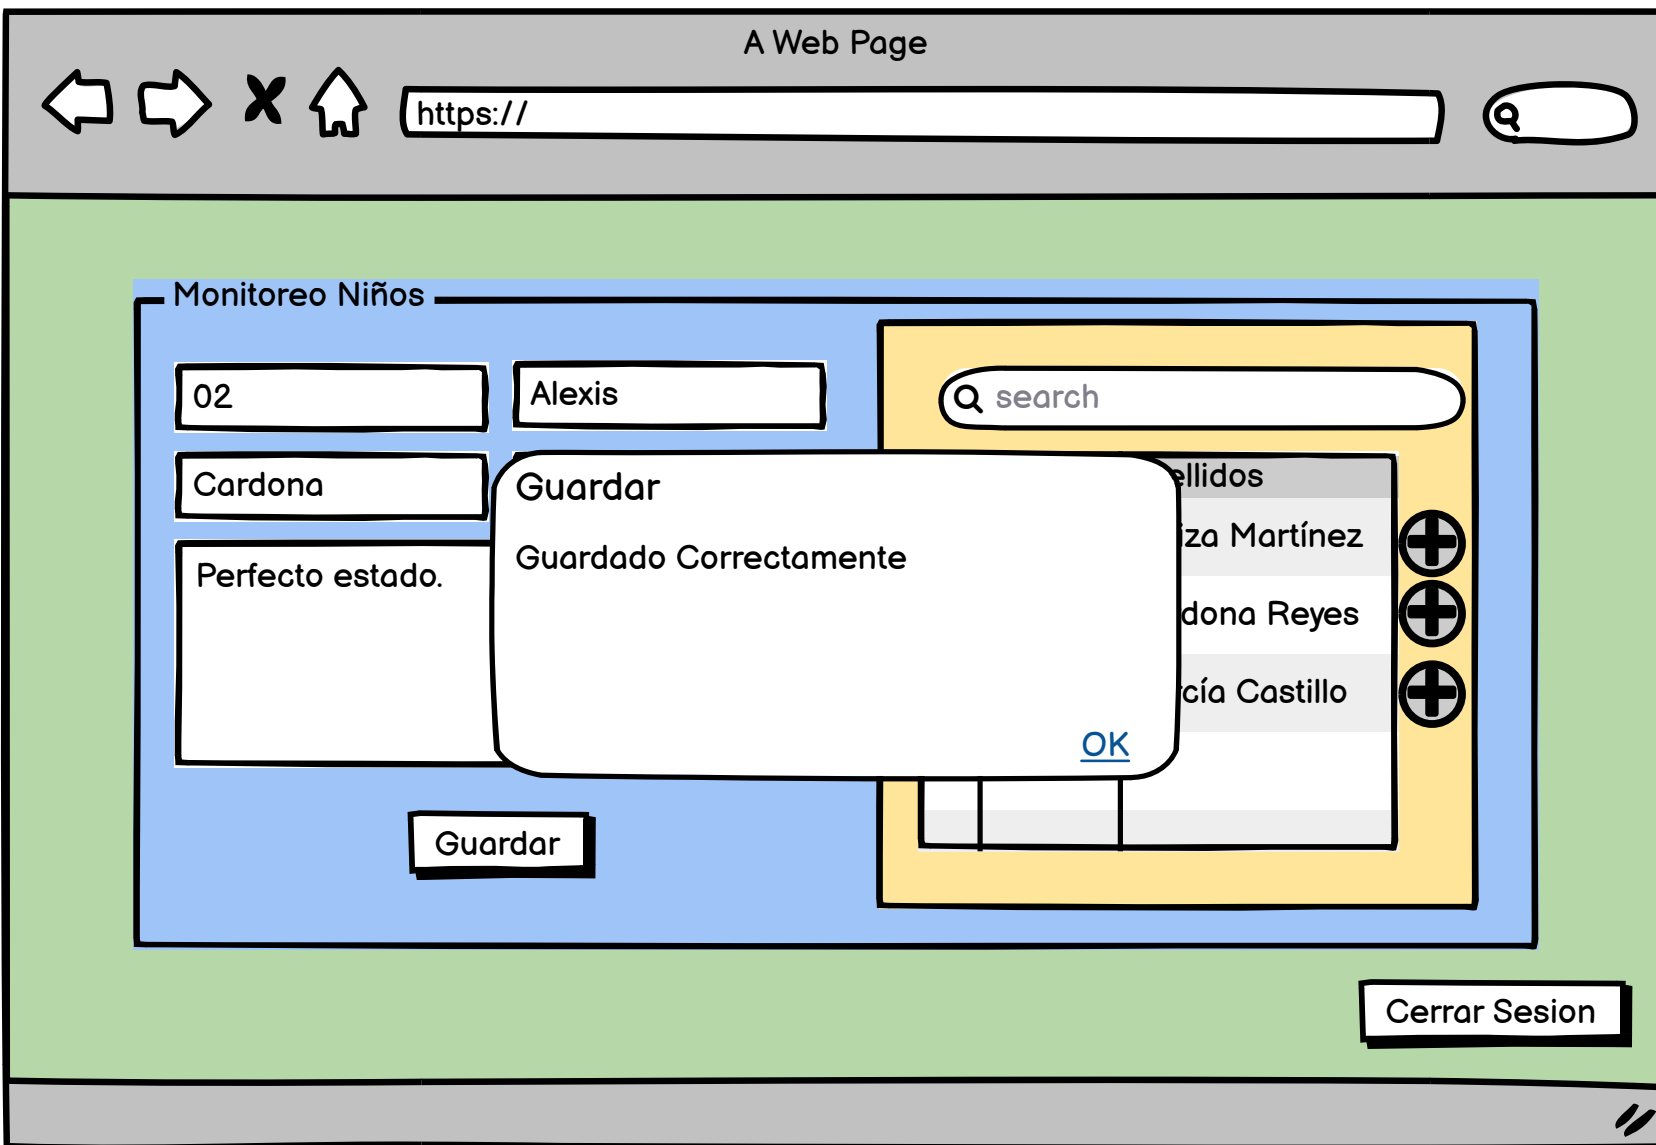 A Web Page
https://
Monitoreo Niños
02
Alexis
search
Cardona
Guardar
Guardado Correctamente
OK
Perfecto estado.
ellidos
iza Martínez
dona Reyes
rcía Castillo
Guardar
Cerrar Sesion